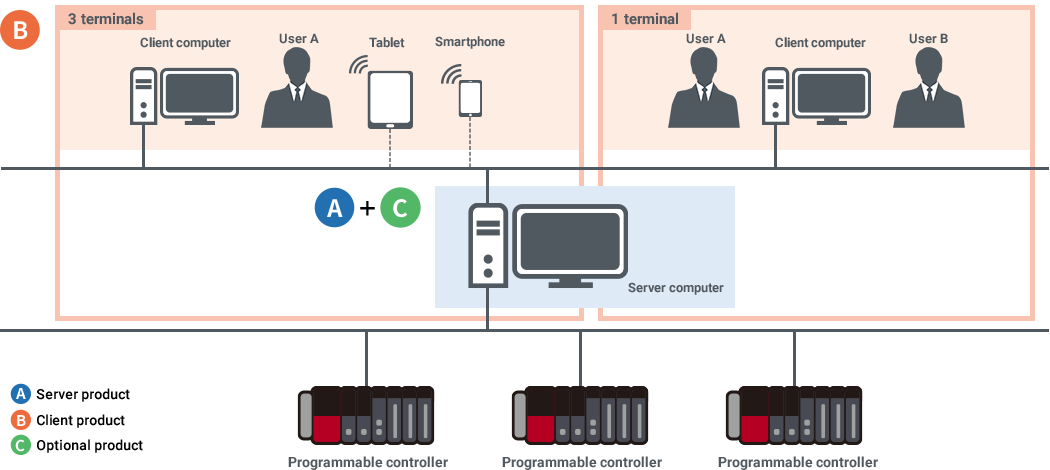 B
3 terminals
Client computer
User A
Tablet
Smartphone
1 terminal
User A
Client computer
User B
A + C
Server computer
A Server product
B Client product
C Optional product
Programmable controller
Programmable controller
Programmable controller